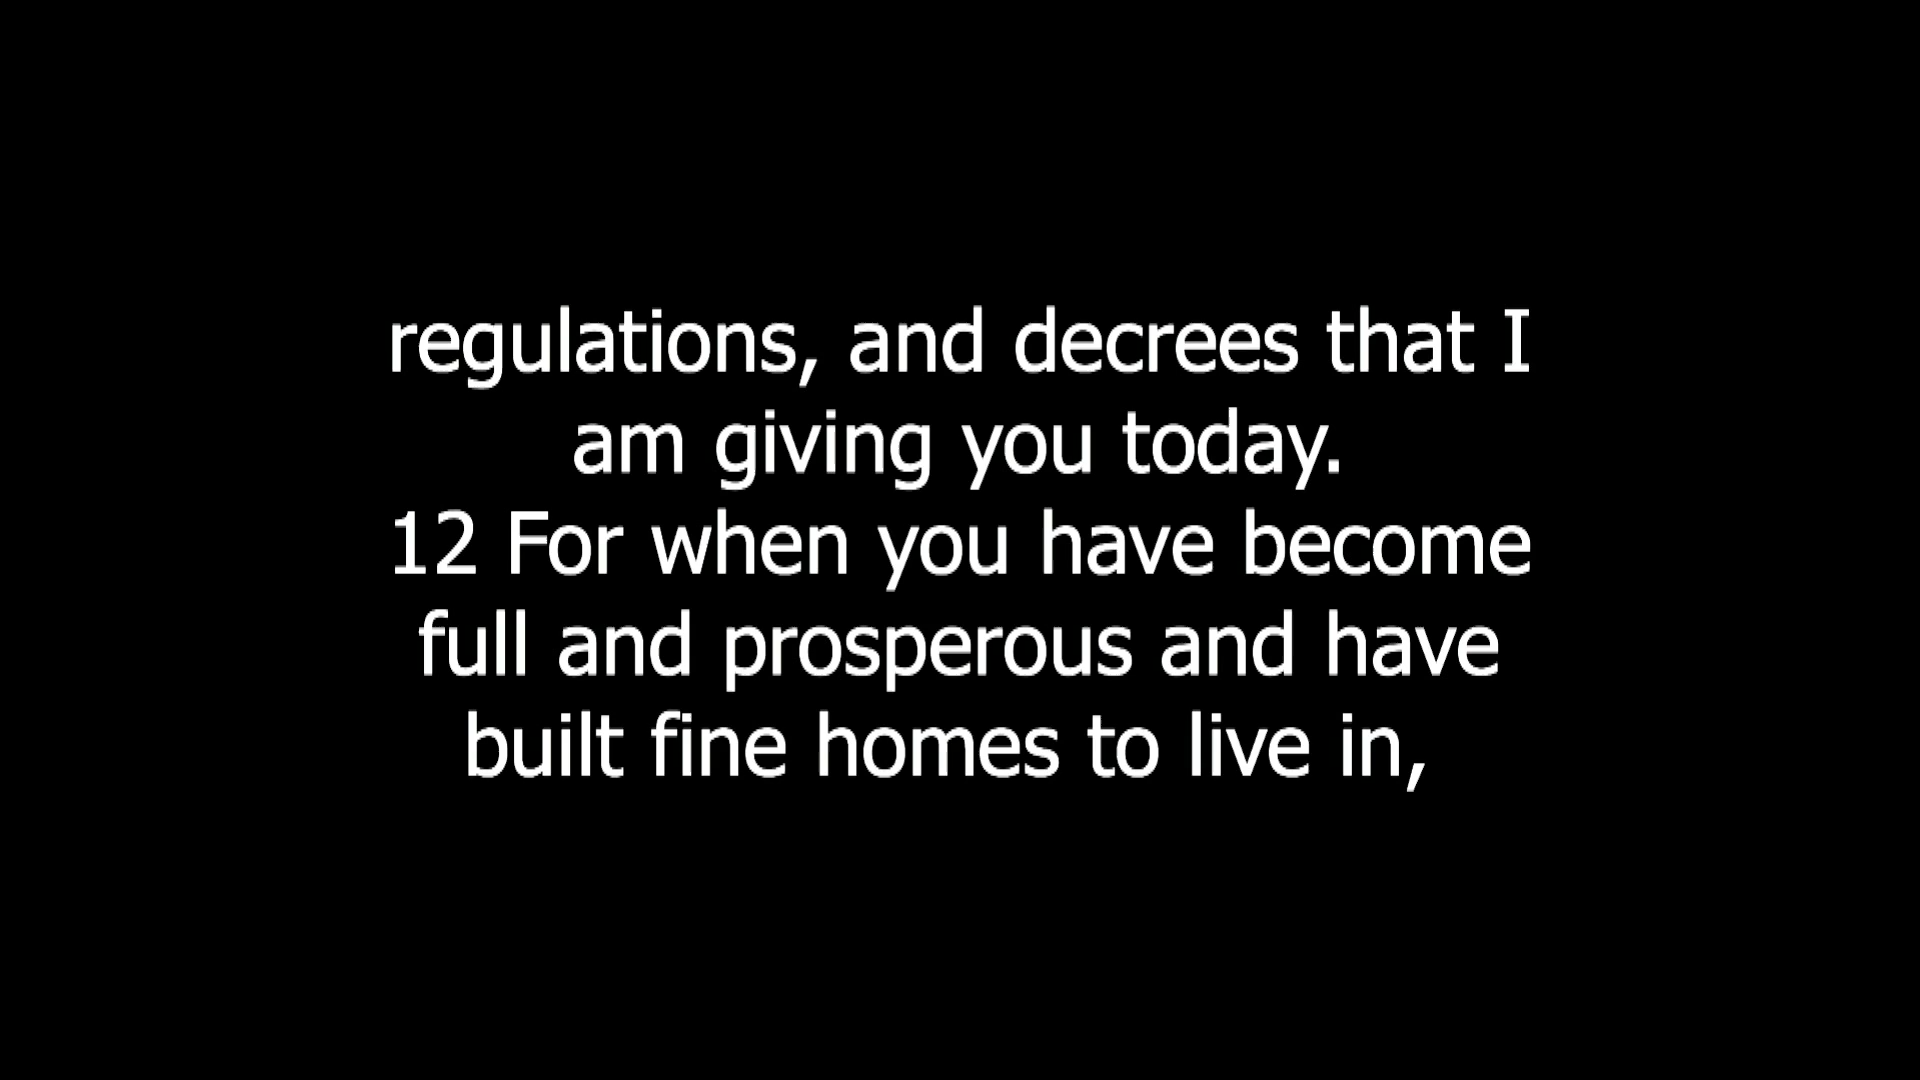 regulations, and decrees that I
am giving you today.
12 For when you have become
full and prosperous and have
built fine homes to live in,